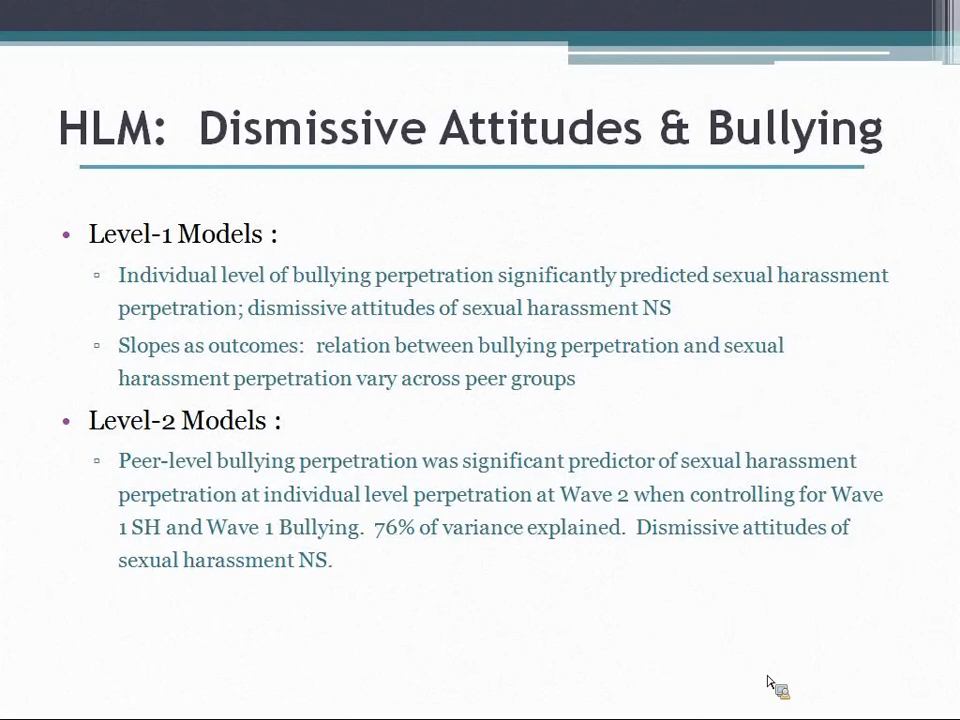 HLM: Dismissive Attitudes & Bullying
• Level-1 Models :
▫ Individual level of bullying perpetration significantly predicted sexual harassment
perpetration; dismissive attitudes of sexual harassment NS
▫ Slopes as outcomes: relation between bullying perpetration and sexual
harassment perpetration vary across peer groups
• Level-2 Models :
▫ Peer-level bullying perpetration was significant predictor of sexual harassment
perpetration at individual level perpetration at Wave 2 when controlling for Wave
1 SH and Wave 1 Bullying. 76% of variance explained. Dismissive attitudes of
sexual harassment NS.